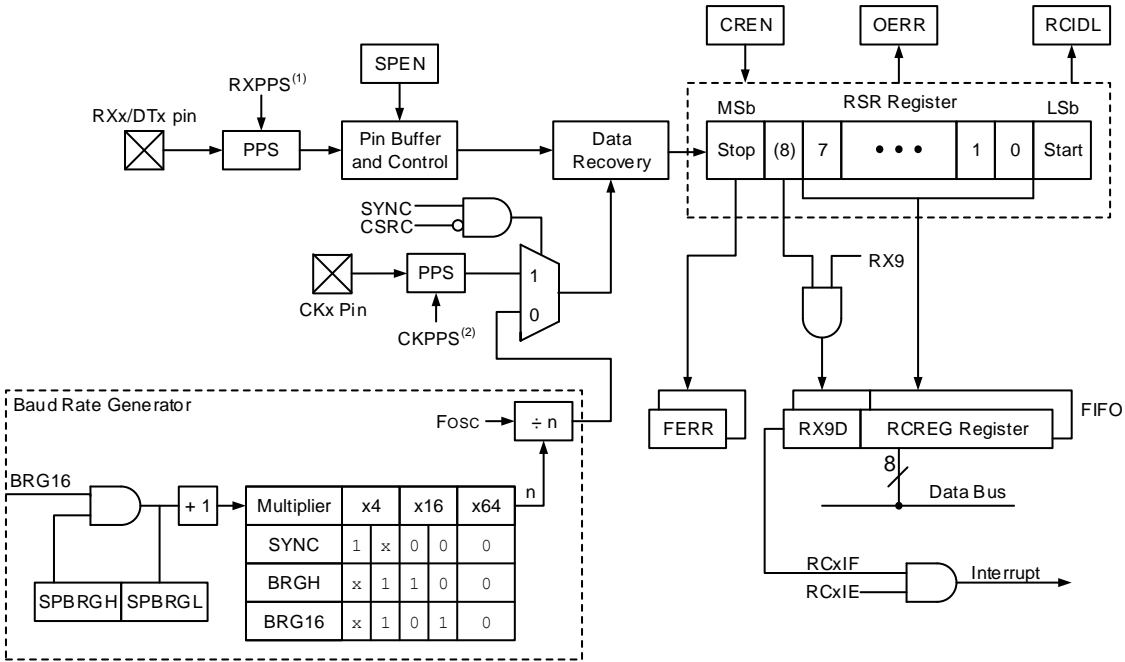 CREN
OERR
RCIDL
SPEN
RXPPS(1)
RXx/DTx pin
PPS
Pin Buffer
and Control
Data
Recovery
MSb
RSR Register
LSb
Stop
(8)
7
• • •
1
0
Start
SYNC
CSRC
RX9
CKx Pin
PPS
CKPPS(2)
1
0
Baud Rate Generator
FOSC
÷ n
n
BRG16
+ 1
SPBRGH
SPBRGL
Multiplier x4 x16 x64
SYNC 1 x 0 0 0
BRGH x 1 1 0 0
BRG16 x 1 0 1 0
FERR
RX9D
RCREG Register
FIFO
8
Data Bus
RCxIF
RCxIE
Interrupt